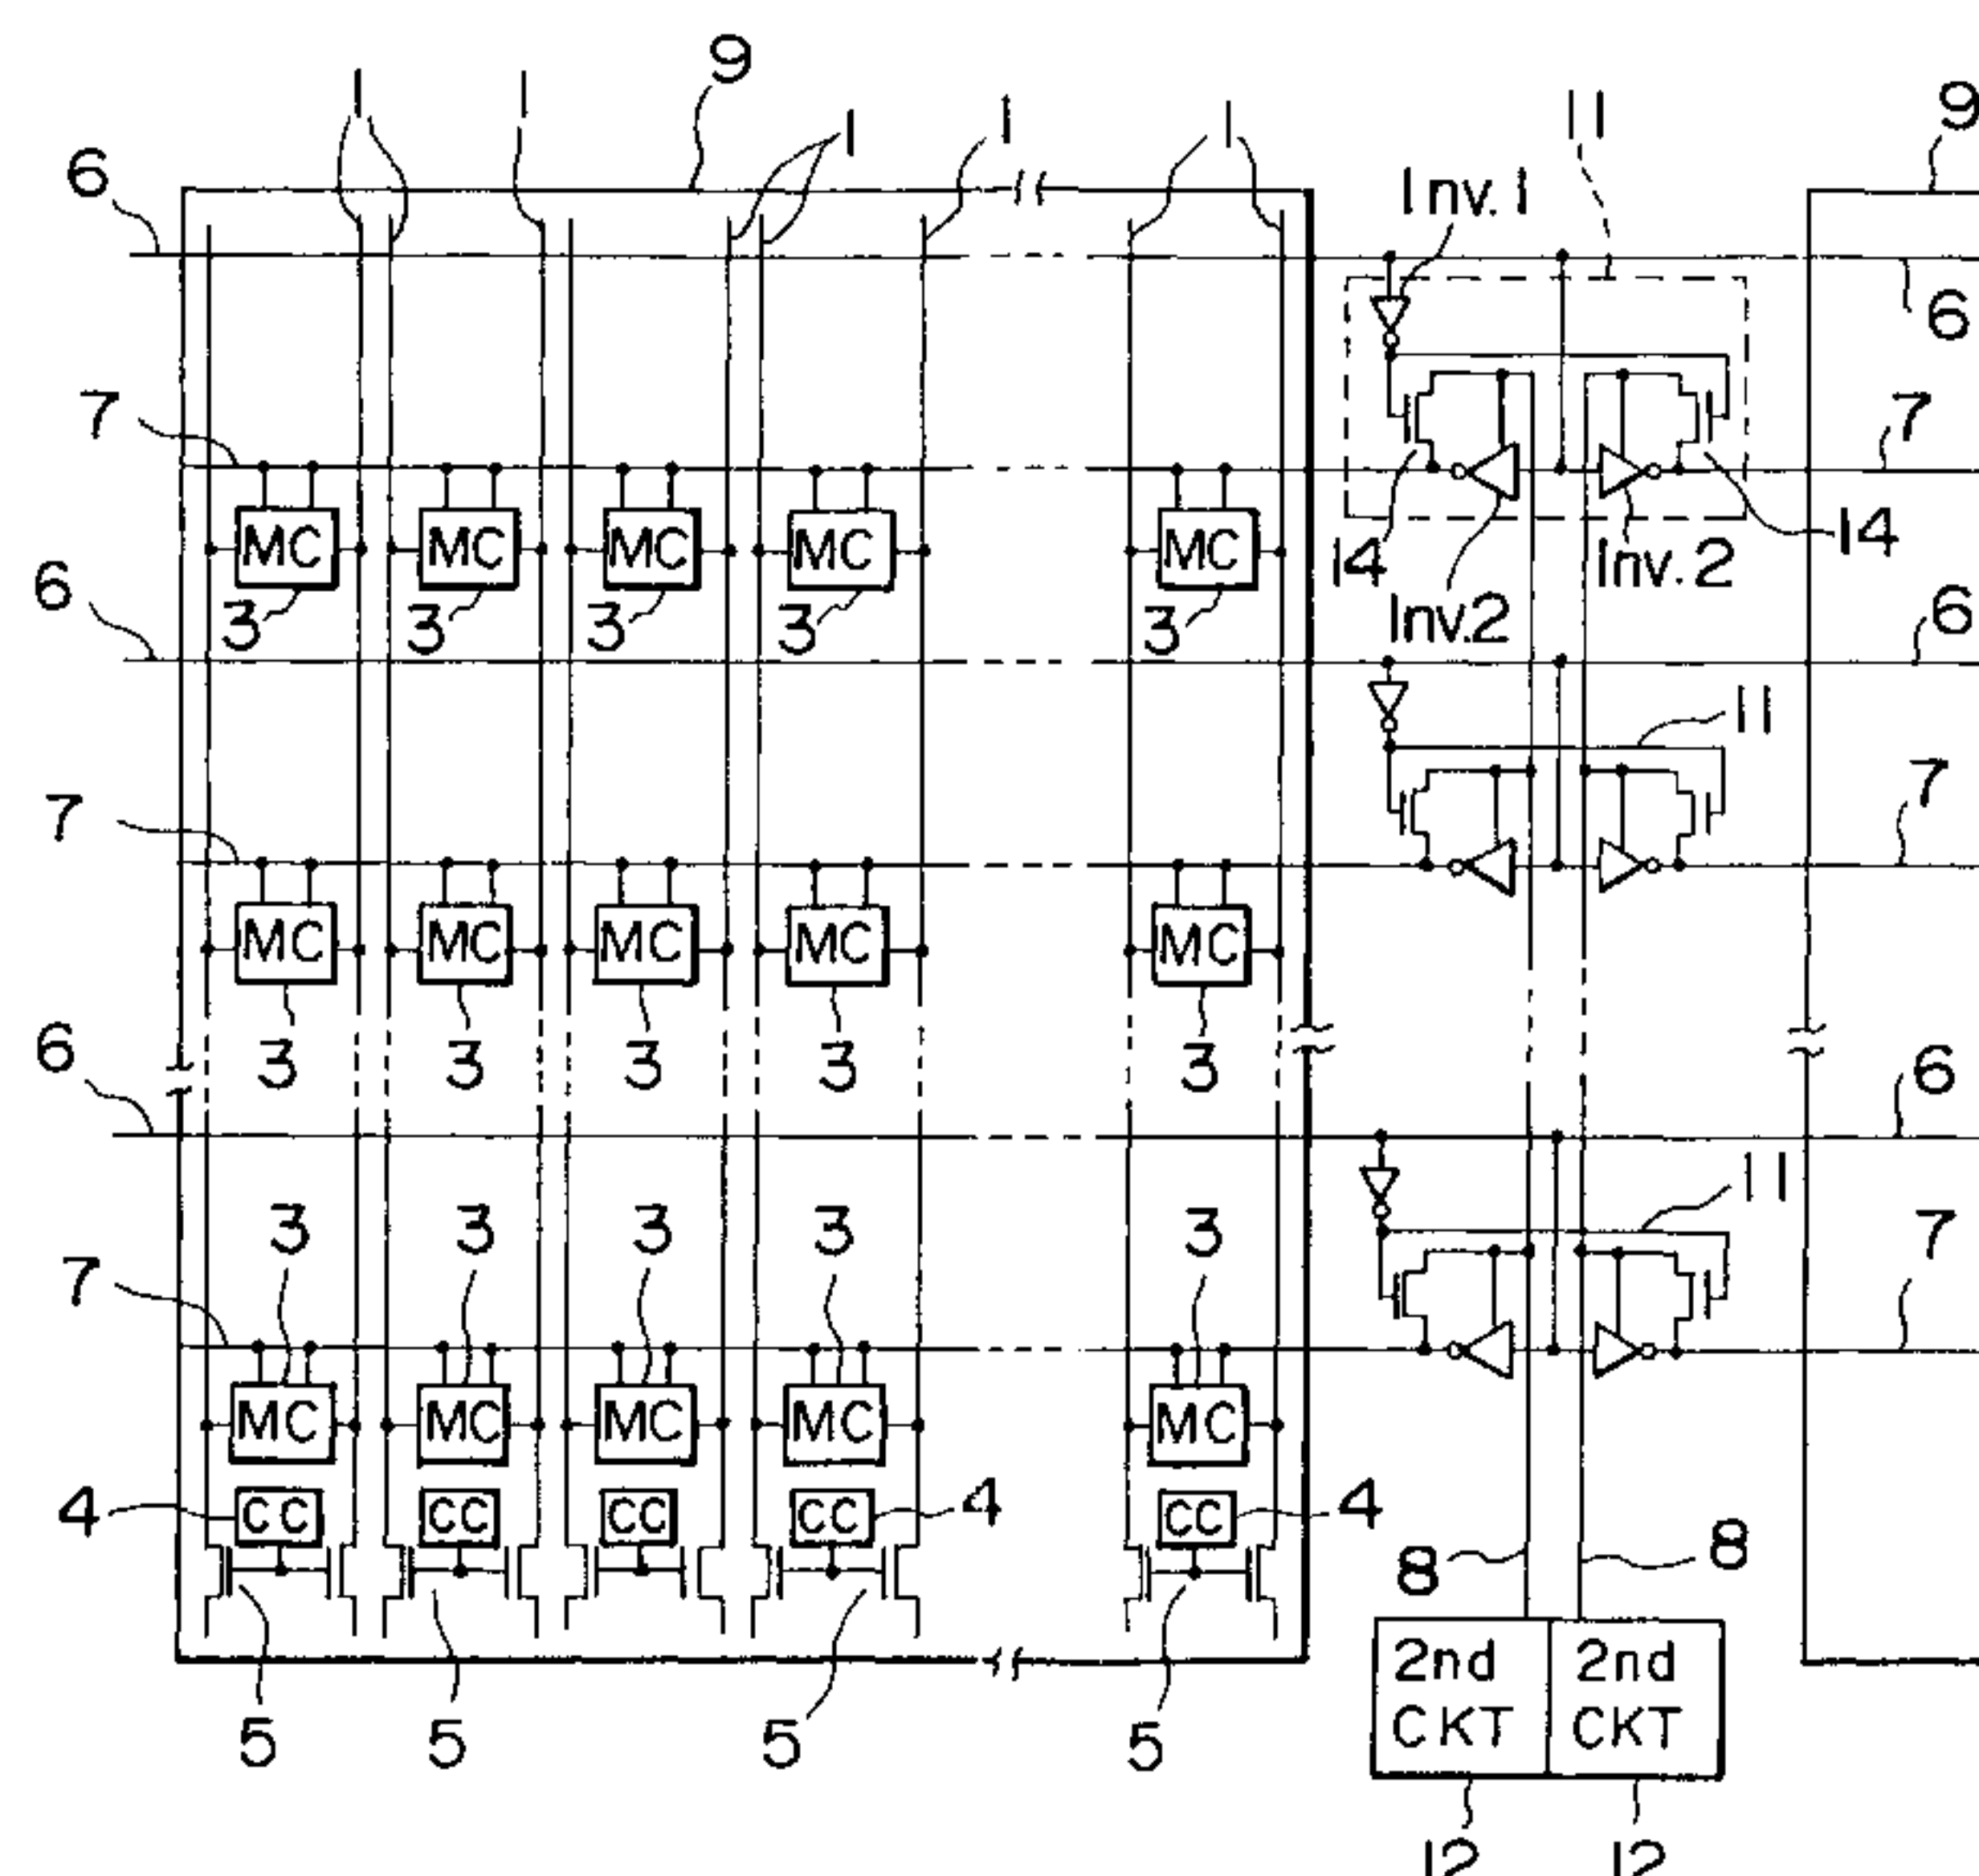 9
1 1 1 1 1 11 9
6 Inv.1
6
7 7
MC MC MC MC MC 14 Inv.2 14
6 3 3 3 3 3 Inv.2 6
11
7 7
MC MC MC MC MC
6 3 3 3 3 3 6
11
3 3 3 3 3
7 7
MC MC MC MC MC
4 CC CC CC CC 4 CC 4
8 8
5 5 5 5
2nd CKT 2nd CKT
12 12